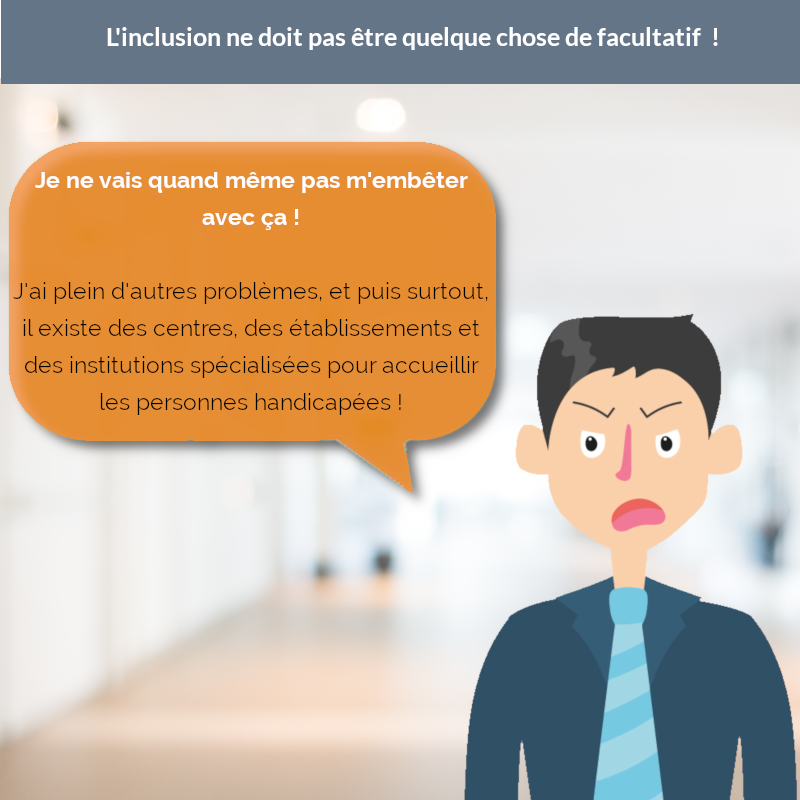 L'inclusion ne doit pas être quelque chose de facultatif  !
Je ne vais quand même pas m'embêter
avec ça !
J'ai plein d'autres problèmes, et puis surtout,
il existe des centres, des établissements et
des institutions spécialisées pour accueillir
les personnes handicapées !